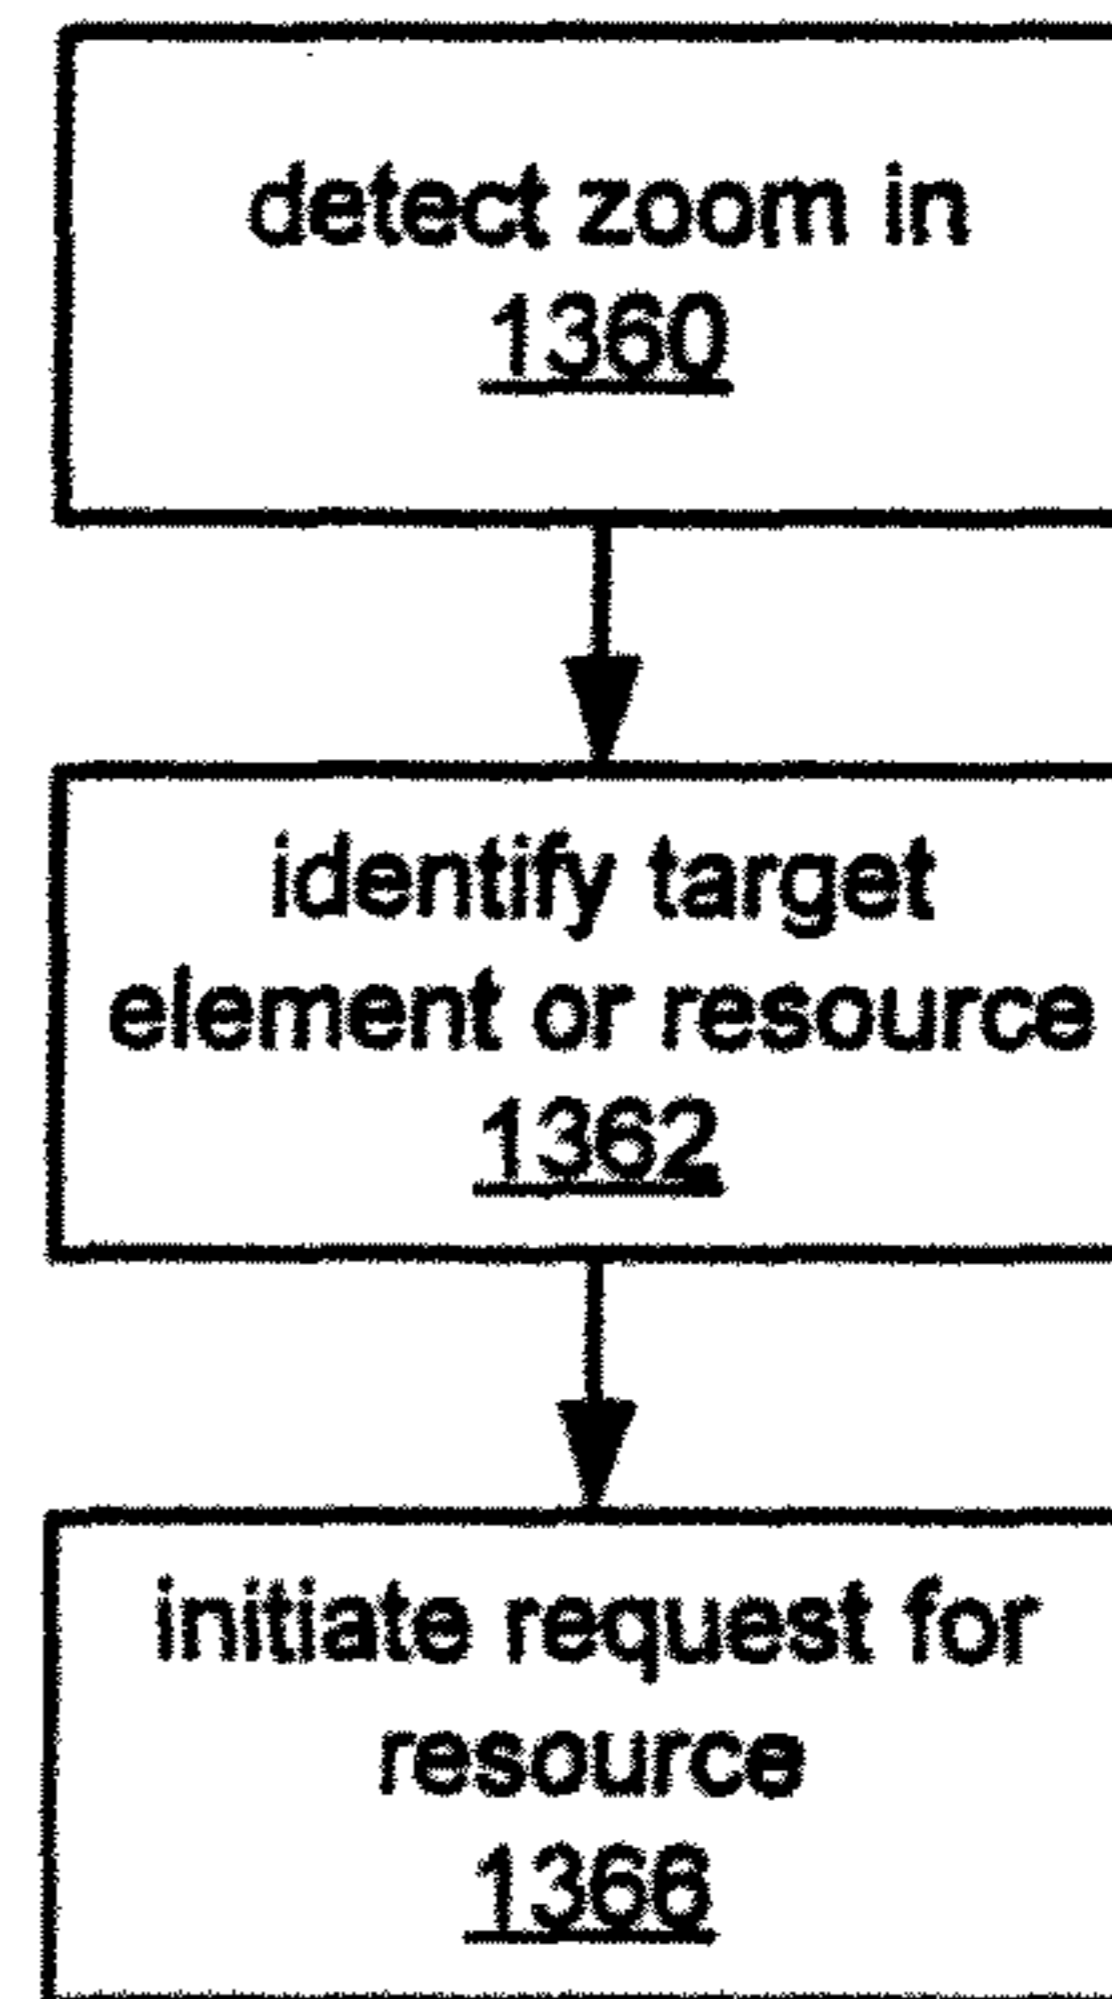 detect zoom in
1360
identify target
element or resource
1362
initiate request for
resource
1366